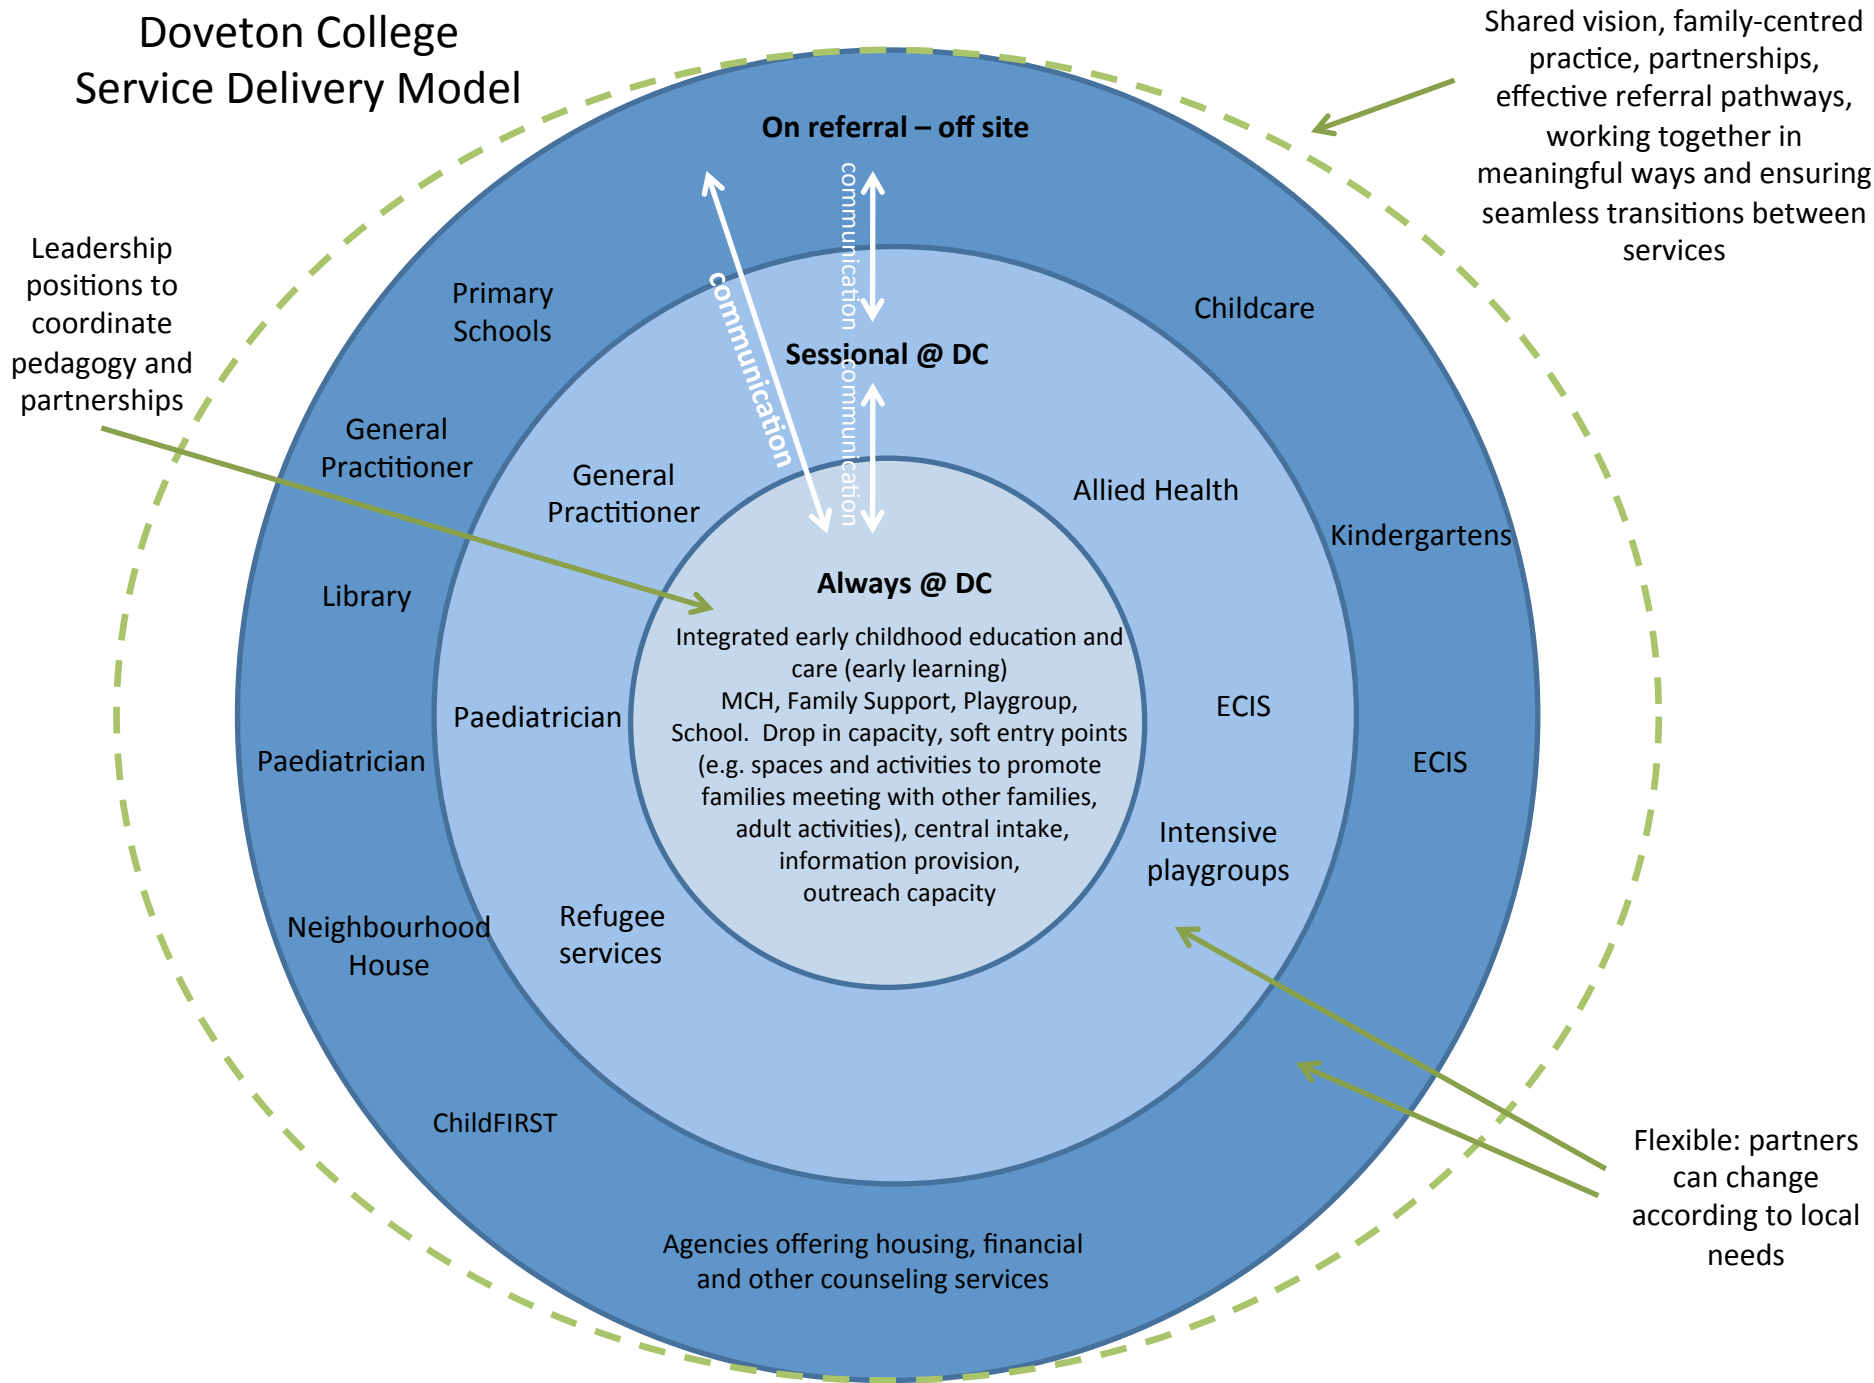 Doveton College
Service Delivery Model
Shared vision, family-centred
practice, partnerships,
effective referral pathways,
working together in
meaningful ways and ensuring
seamless transitions between
services
On referral – off site
communication
communication
Leadership
positions to
coordinate
pedagogy and
partnerships
Primary
Schools
Childcare
Sessional @ DC
communication
General
Practitioner
General
Practitioner
Allied Health
Kindergartens
Library
Always @ DC
Integrated early childhood education and
care (early learning)
MCH, Family Support, Playgroup,
School.  Drop in capacity, soft entry points
(e.g. spaces and activities to promote
families meeting with other families,
adult activities), central intake,
information provision,
outreach capacity
Paediatrician
ECIS
Paediatrician
ECIS
Intensive
playgroups
Neighbourhood
House
Refugee
services
ChildFIRST
Flexible: partners
can change
according to local
needs
Agencies offering housing, financial
and other counseling services